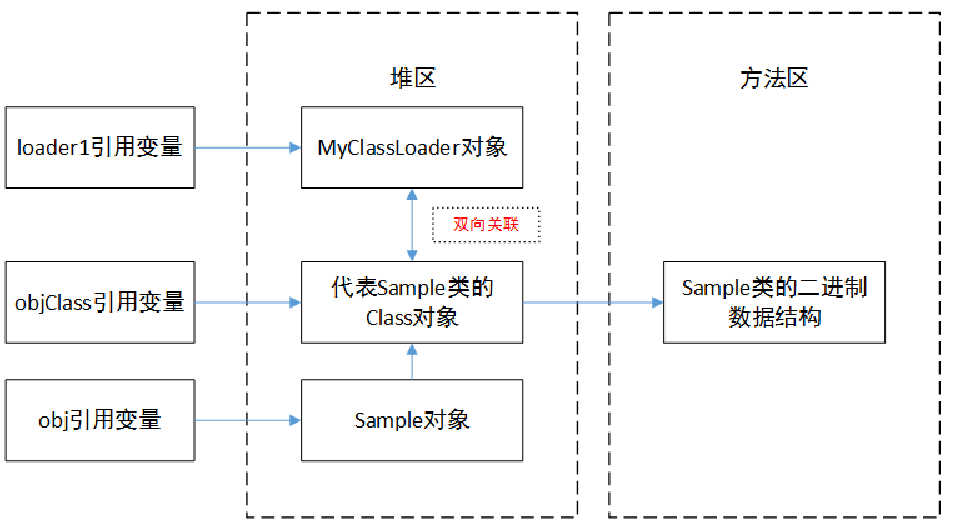 堆区
方法区
loader1引用变量
MyClassLoader对象
双向关联
objClass引用变量
代表Sample类的
Class对象
Sample类的二进制
数据结构
obj引用变量
Sample对象